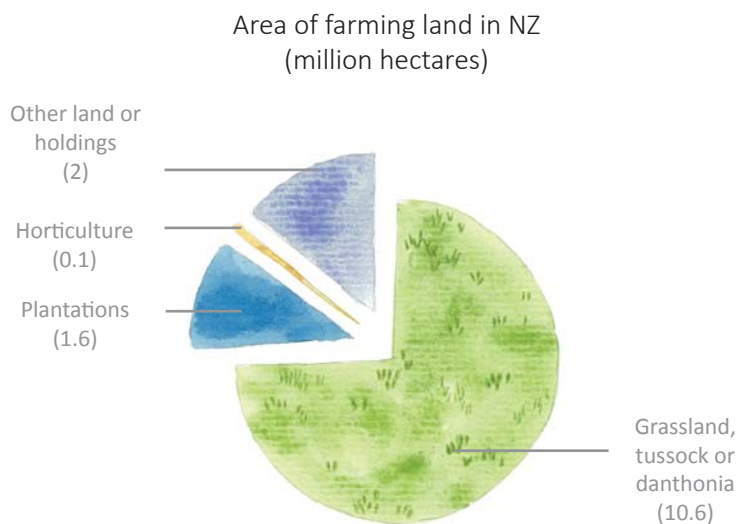 Area of farming land in NZ
(million hectares)
Other land or
holdings
(2)
Horticulture
(0.1)
Plantations
(1.6)
Grassland,
tussock or
danthonia
(10.6)